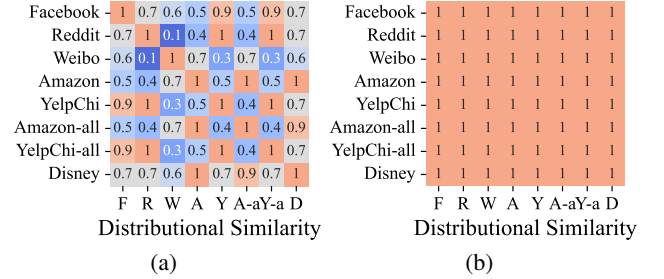 Facebook 1 0.7 0.6 0.5 0.9 0.5 0.9 0.7
Reddit 0.7 1 0.1 0.4 1 0.4 1 0.7
Weibo 0.6 0.1 1 0.7 0.3 0.7 0.3 0.6
Amazon 0.5 0.4 0.7 1 0.5 1 0.5 1
YelpChi 0.9 1 0.3 0.5 1 0.4 1 0.7
Amazon-all 0.5 0.4 0.7 1 0.4 1 0.4 0.9
YelpChi-all 0.9 1 0.3 0.5 1 0.4 1 0.7
Disney 0.7 0.7 0.6 1 0.7 0.9 0.7 1
F R W A Y A-a Y-a D
Distributional Similarity
(a)
Facebook 1 1 1 1 1 1 1 1
Reddit 1 1 1 1 1 1 1 1
Weibo 1 1 1 1 1 1 1 1
Amazon 1 1 1 1 1 1 1 1
YelpChi 1 1 1 1 1 1 1 1
Amazon-all 1 1 1 1 1 1 1 1
YelpChi-all 1 1 1 1 1 1 1 1
Disney 1 1 1 1 1 1 1 1
F R W A Y A-a Y-a D
Distributional Similarity
(b)